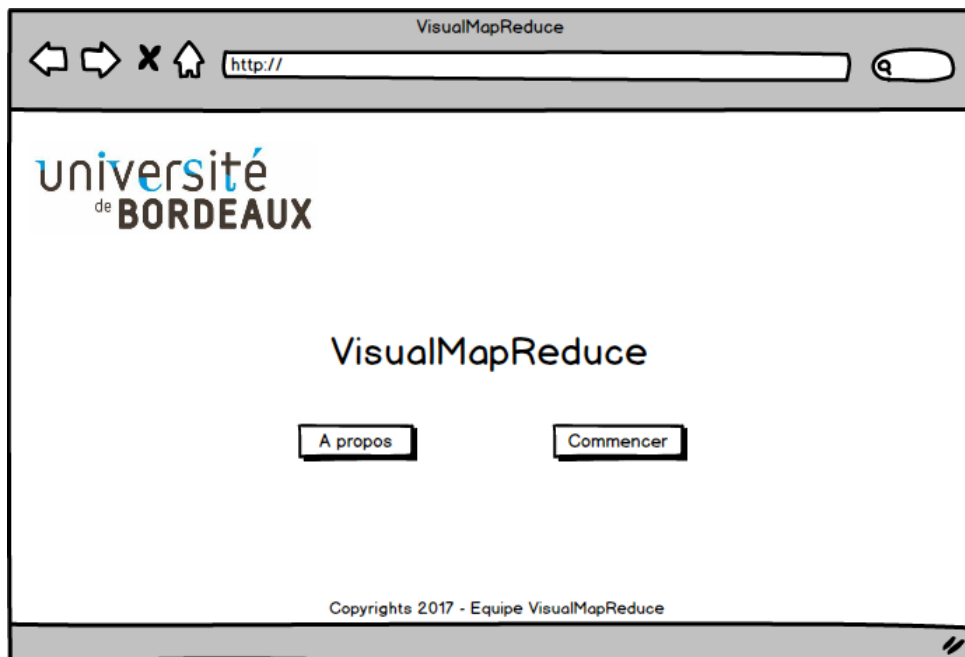 VisualMapReduce
http://
université
de BORDEAUX
VisualMapReduce
A propos
Commencer
Copyrights 2017 - Equipe VisualMapReduce